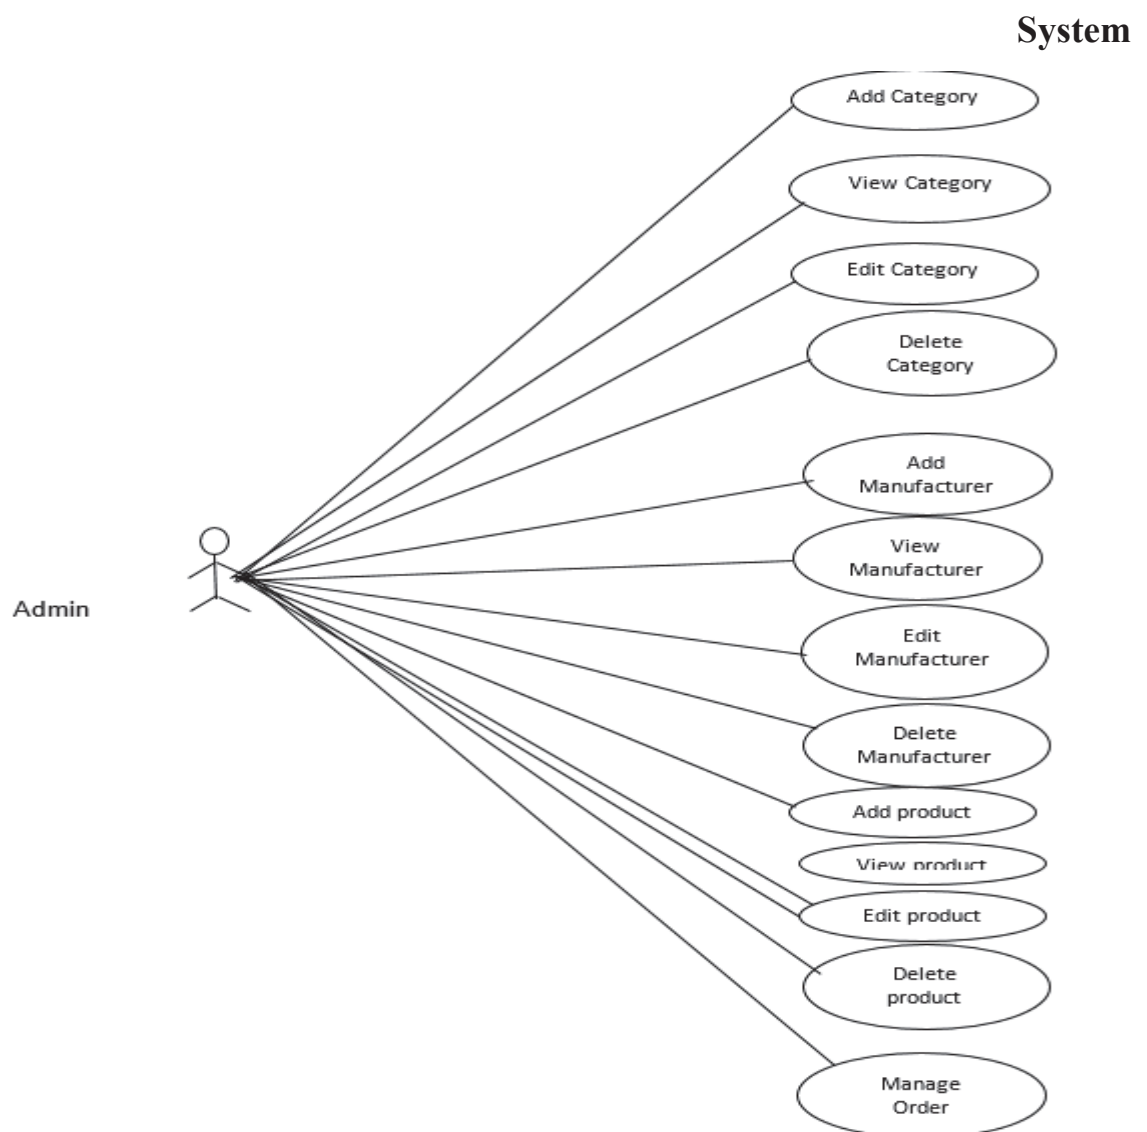 System
Add Category
View Category
Edit Category
Delete
Category
Add
Manufacturer
View
Manufacturer
Edit
Manufacturer
Admin
Delete
Manufacturer
Add product
View product
Edit product
Delete
product
Manage
Order